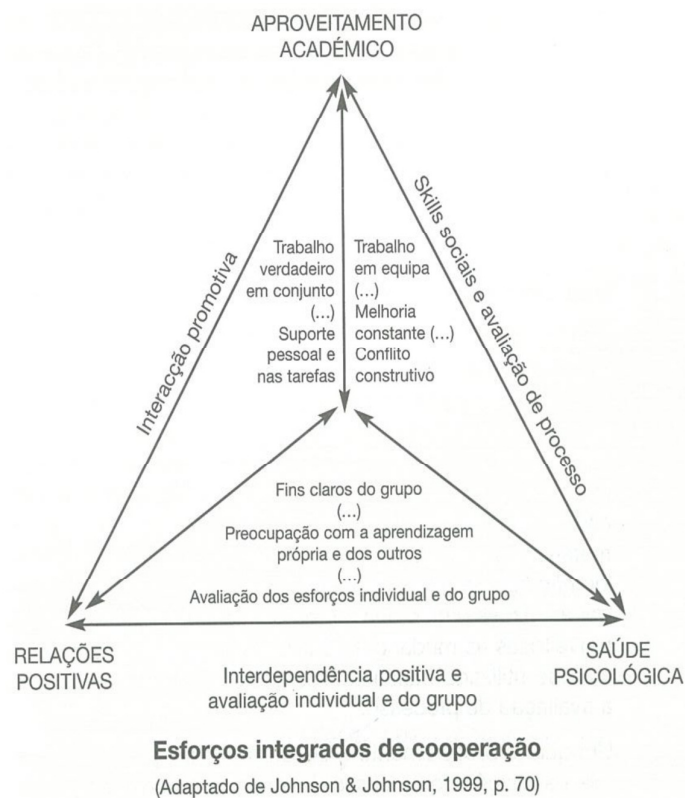 APROVEITAMENTO
ACADÉMICO
Interacção promotiva
Trabalho
verdadeiro
em conjunto
(...)
Suporte
pessoal e
nas tarefas
Trabalho
em equipa
(...)
Melhoria
constante (...)
Conflito
construtivo
Skills sociais e avaliação de processo
Fins claros do grupo
(...)
Preocupação com a aprendizagem
própria e dos outros
(...)
Avaliação dos esforços individual e do grupo
RELAÇÕES
POSITIVAS
Interdependência positiva e
avaliação individual e do grupo
SAÚDE
PSICOLÓGICA
Esforços integrados de cooperação
(Adaptado de Johnson & Johnson, 1999, p. 70)